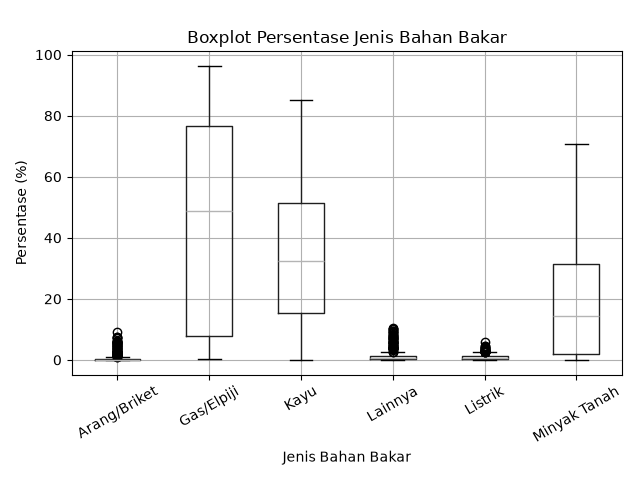 Boxplot Persentase Jenis Bahan Bakar
Persentase (%)
100
80
60
40
20
0
Arang/Briket
Gas/Elpiji
Kayu
Lainnya
Listrik
Minyak Tanah
Jenis Bahan Bakar